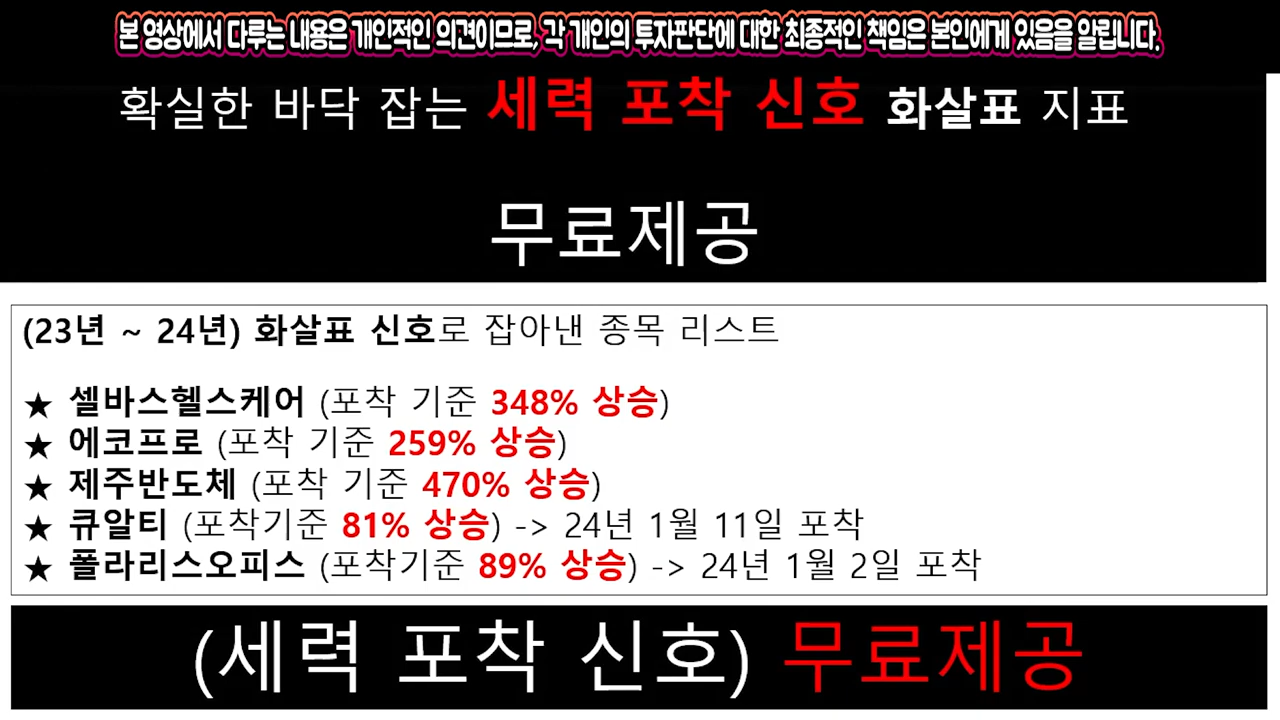 본 영상에서 다루는 내용은 개인적인 의견이므로, 각 개인의 투자판단에 대한 최종적인 책임은 본인에게 있음을 알립니다.
확실한 바닥 잡는 세력 포착 신호 화살표 지표
무료제공
(23년 ~ 24년) 화살표 신호로 잡아낸 종목 리스트
★ 셀바스헬스케어 (포착 기준 348% 상승)
★ 에코프로 (포착 기준 259% 상승)
★ 제주반도체 (포착 기준 470% 상승)
★ 큐알티 (포착기준 81% 상승) -> 24년 1월 11일 포착
★ 폴라리스오피스 (포착기준 89% 상승) -> 24년 1월 2일 포착
(세력 포착 신호) 무료제공